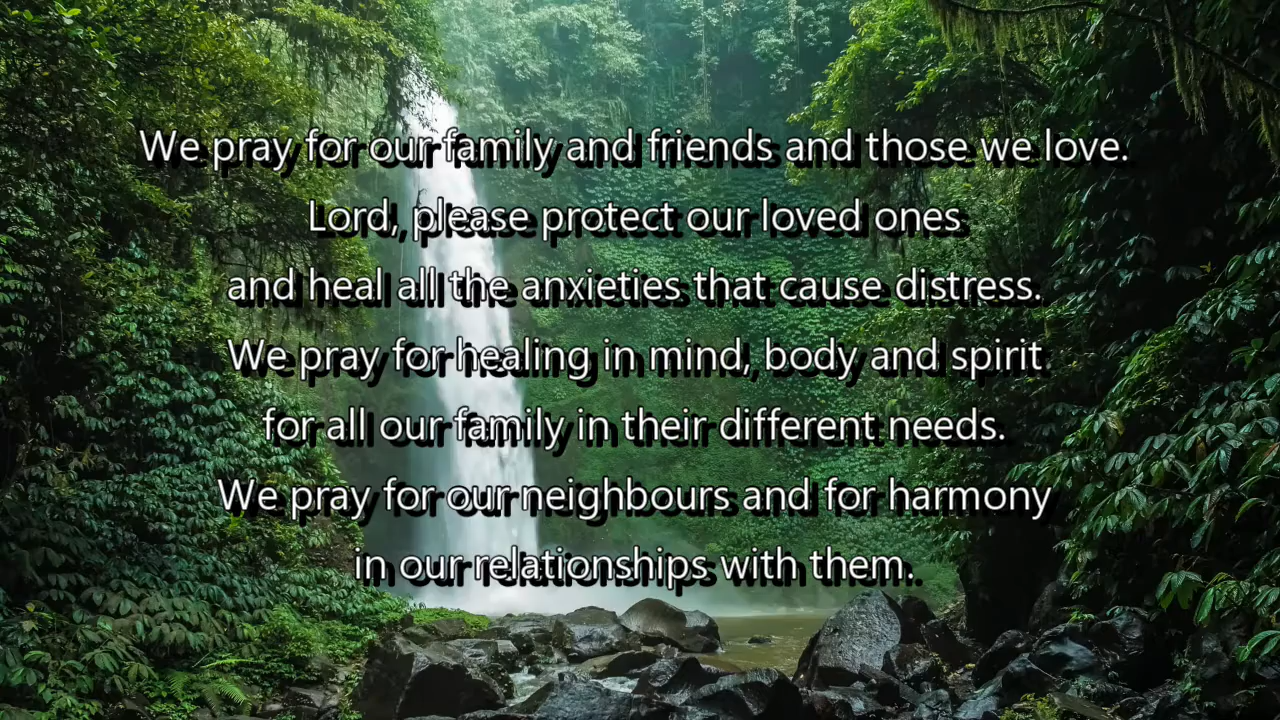 We pray for our family and friends and those we love.
Lord, please protect our loved ones
and heal all the anxieties that cause distress.
We pray for healing in mind, body and spirit
for all our family in their different needs.
We pray for our neighbours and for harmony
in our relationships with them.